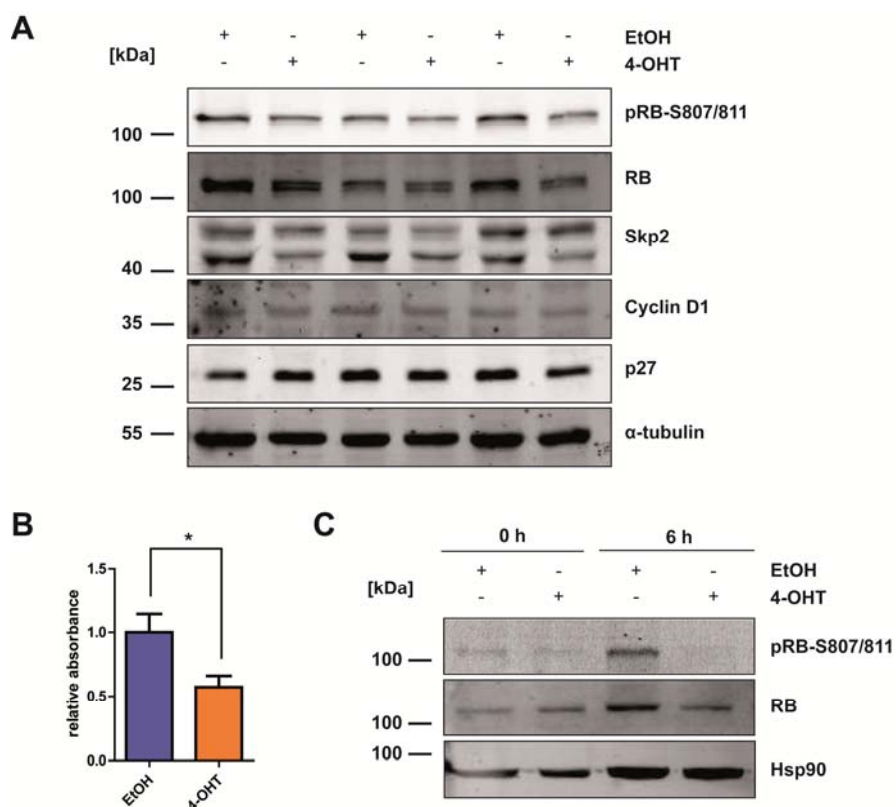 A
+ - + - + - EtOH
[kDa]
- + - + - + 4-OHT
pRB-S807/811
100
RB
100
Skp2
40
Cyclin D1
35
p27
25
55
α-tubulin
B
*
1.5
1.0
0.5
0.0
relative absorbance
EtOH
4-OHT
C
0 h 6 h
+ - + - EtOH
[kDa]
- + - + 4-OHT
pRB-S807/811
100
RB
100
100
Hsp90